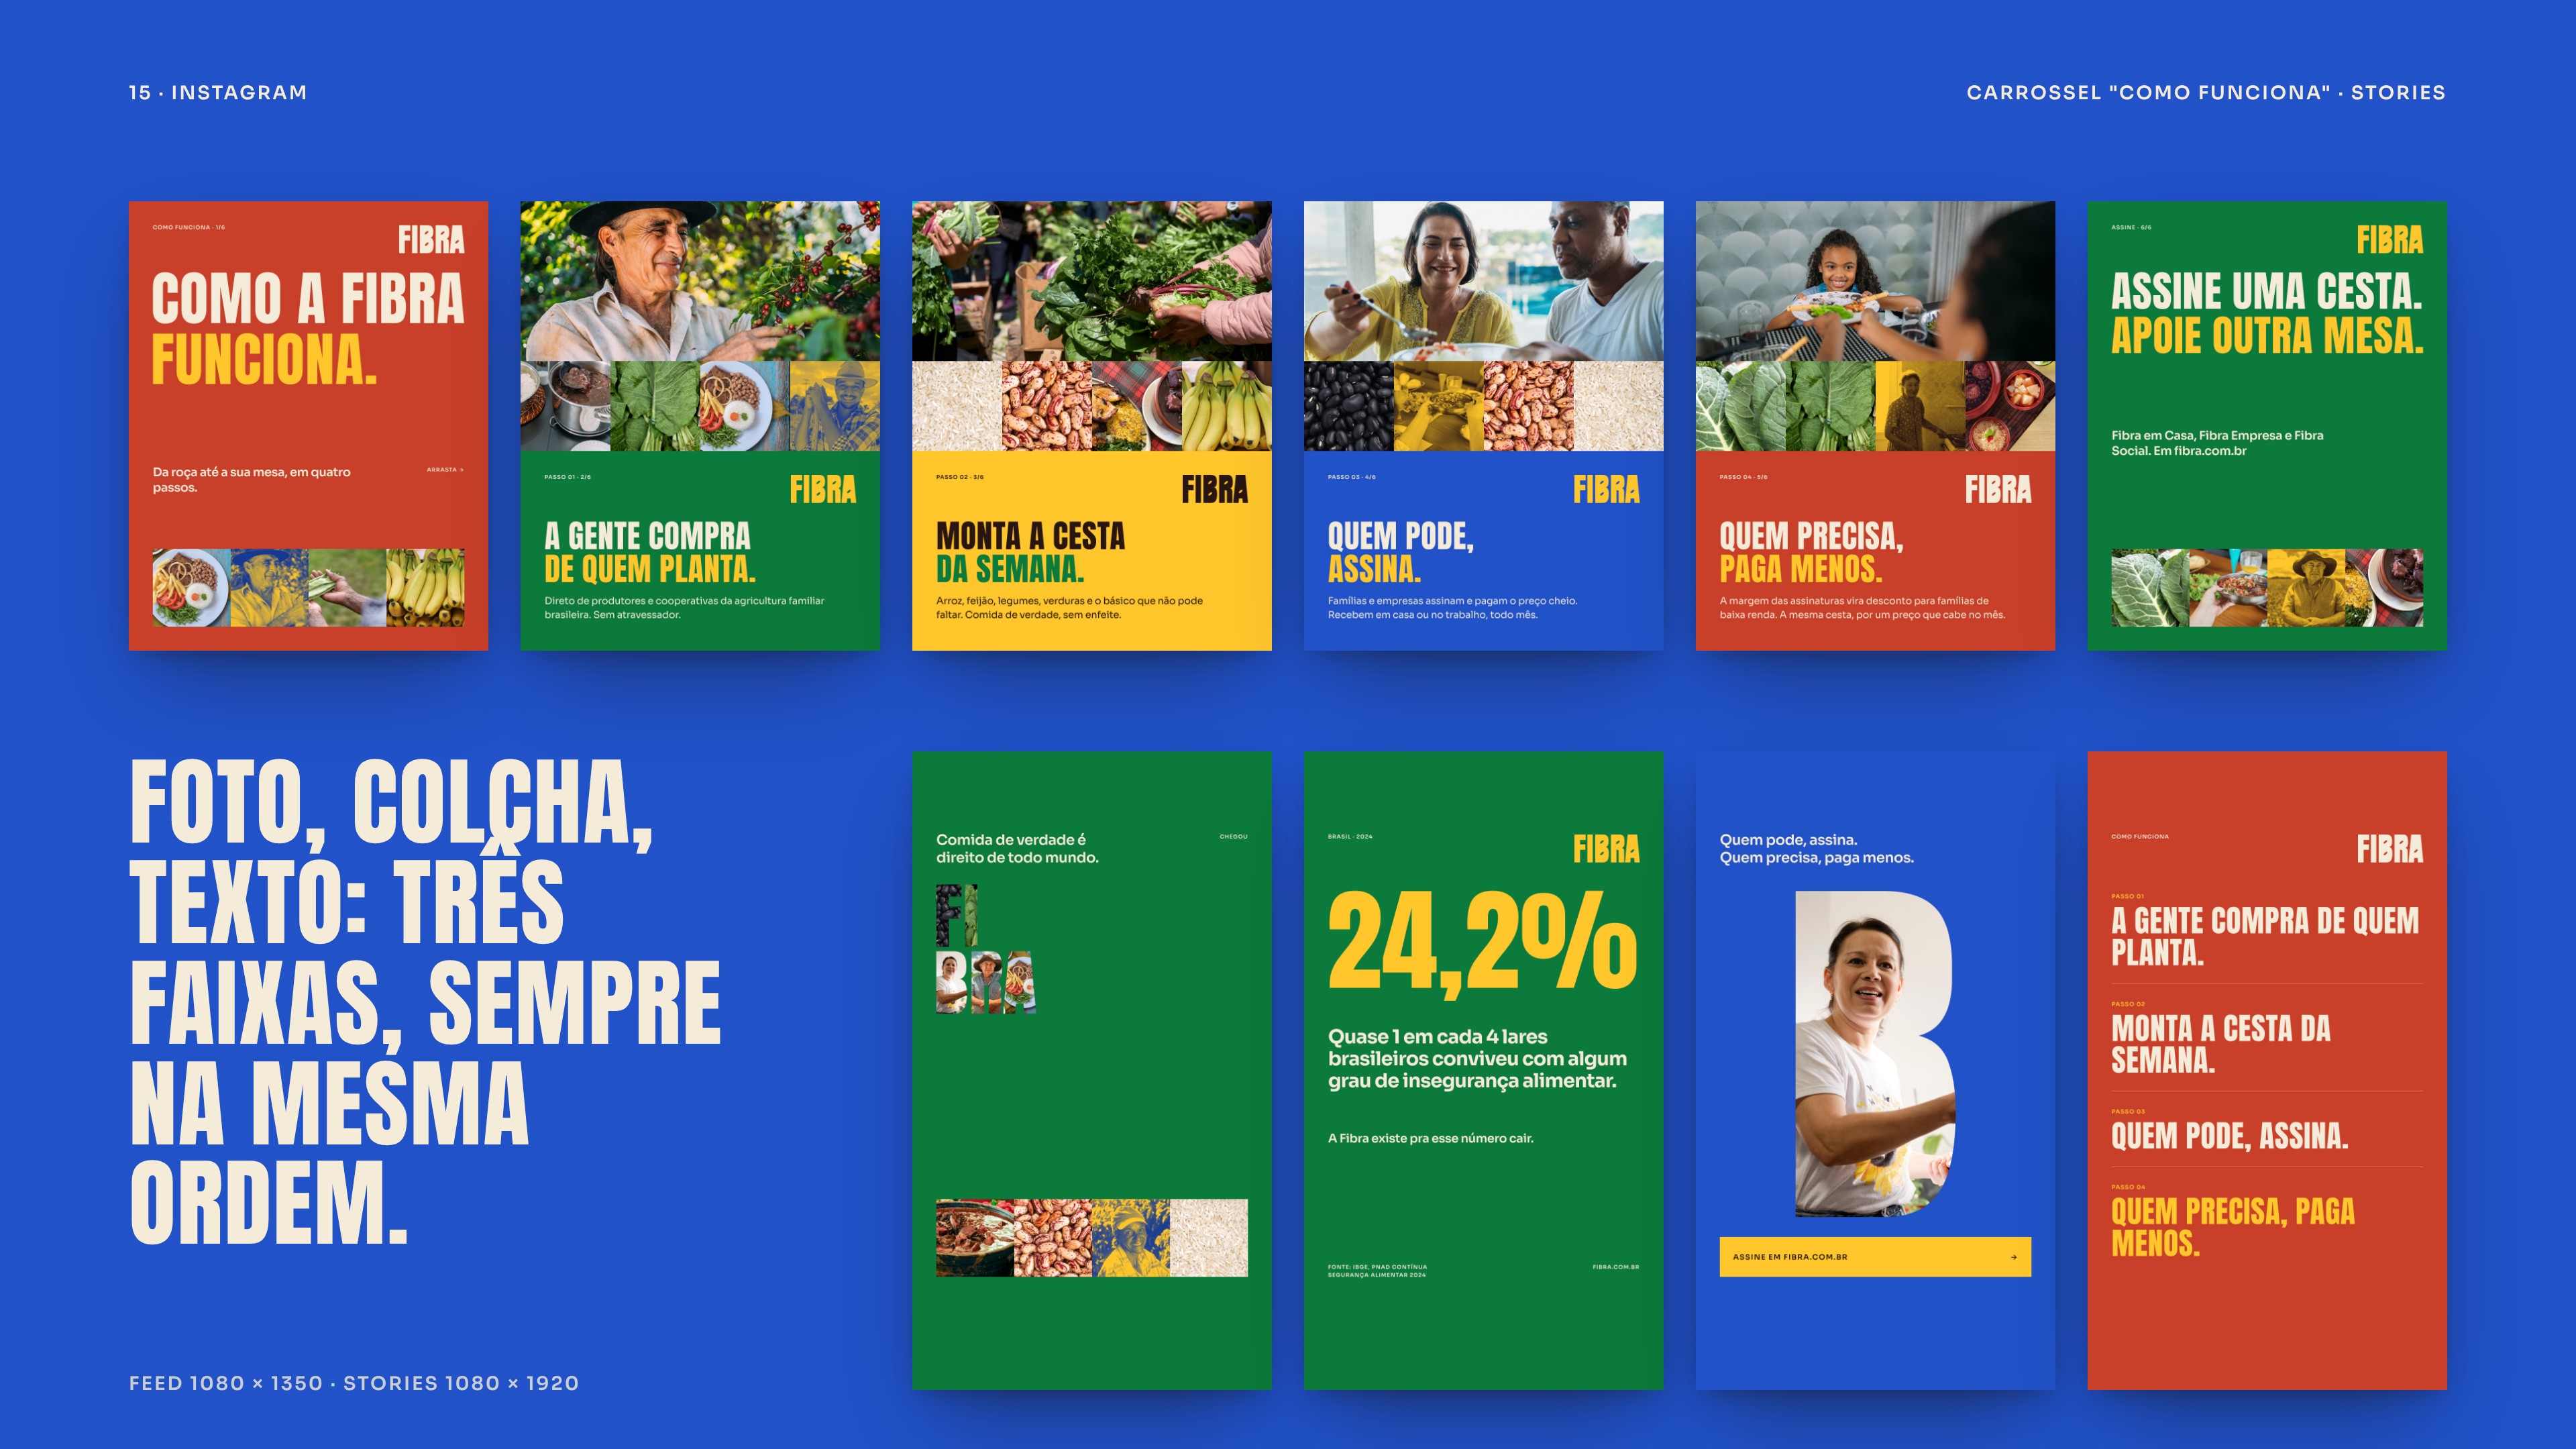 15 · INSTAGRAM
CARROSSEL "COMO FUNCIONA" · STORIES
COMO FUNCIONA · 1/6
FIBRA
COMO A FIBRA
FUNCIONA.
Da roça até a sua mesa, em quatro
passos.
ARRASTA →
PASSO 01 · 2/6
FIBRA
A GENTE COMPRA
DE QUEM PLANTA.
Direto de produtores e cooperativas da agricultura familiar
brasileira. Sem atravessador.
PASSO 02 · 3/6
FIBRA
MONTA A CESTA
DA SEMANA.
Arroz, feijão, legumes, verduras e o básico que não pode
faltar. Comida de verdade, sem enfeite.
PASSO 03 · 4/6
FIBRA
QUEM PODE,
ASSINA.
Famílias e empresas assinam e pagam o preço cheio.
Recebem em casa ou no trabalho, todo mês.
PASSO 04 · 5/6
FIBRA
QUEM PRECISA,
PAGA MENOS.
A margem das assinaturas vira desconto para famílias de
baixa renda. A mesma cesta, por um preço que cabe no mês.
ASSINE · 6/6
FIBRA
ASSINE UMA CESTA.
APOIE OUTRA MESA.
Fibra em Casa, Fibra Empresa e Fibra
Social. Em fibra.com.br
FOTO, COLCHA,
TEXTO: TRÊS
FAIXAS, SEMPRE
NA MESMA
ORDEM.
FEED 1080 × 1350 · STORIES 1080 × 1920
Comida de verdade é
direito de todo mundo.
CHEGOU
FI
BRA
BRASIL · 2024
FIBRA
24,2%
Quase 1 em cada 4 lares
brasileiros conviveu com algum
grau de insegurança alimentar.
A Fibra existe pra esse número cair.
FONTE: IBGE, PNAD CONTÍNUA
SEGURANÇA ALIMENTAR 2024
FIBRA.COM.BR
Quem pode, assina.
Quem precisa, paga menos.
B
ASSINE EM FIBRA.COM.BR →
COMO FUNCIONA
FIBRA
PASSO 01
A GENTE COMPRA DE QUEM
PLANTA.
PASSO 02
MONTA A CESTA DA
SEMANA.
PASSO 03
QUEM PODE, ASSINA.
PASSO 04
QUEM PRECISA, PAGA
MENOS.